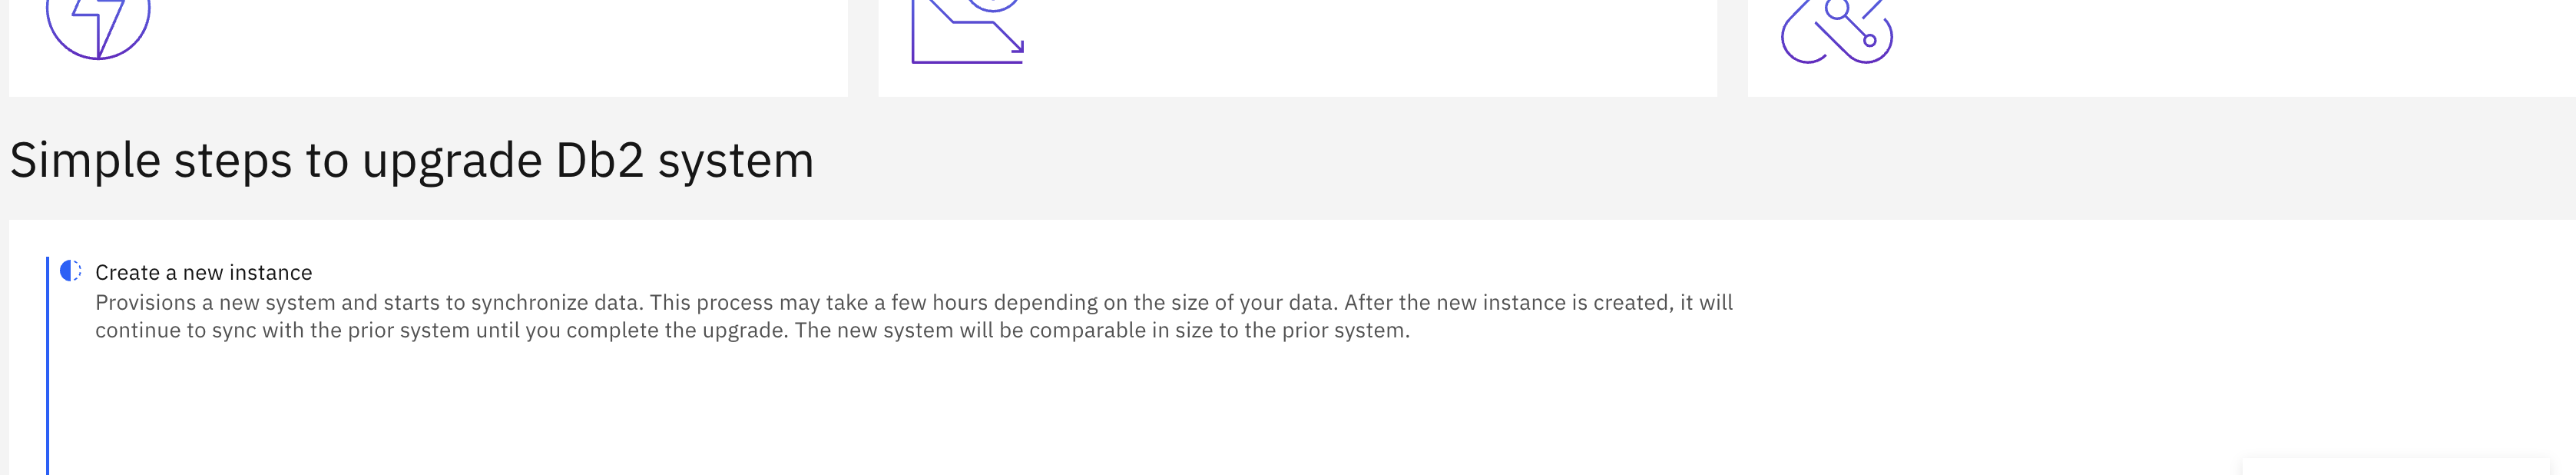 Simple steps to upgrade Db2 system
Create a new instance
Provisions a new system and starts to synchronize data. This process may take a few hours depending on the size of your data. After the new instance is created, it will
continue to sync with the prior system until you complete the upgrade. The new system will be comparable in size to the prior system.